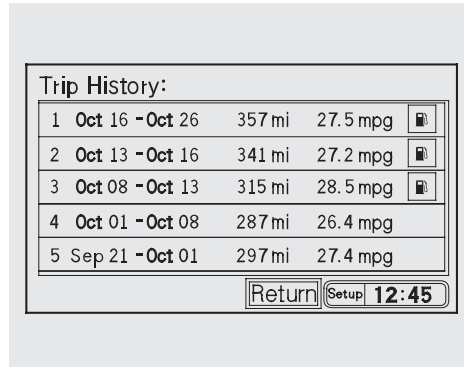 Trip History:
1 Oct 16 - Oct 26 357 mi 27.5 mpg
2 Oct 13 - Oct 16 341 mi 27.2 mpg
3 Oct 08 - Oct 13 315 mi 28.5 mpg
4 Oct 01 - Oct 08 287 mi 26.4 mpg
5 Sep 21 - Oct 01 297 mi 27.4 mpg
Return Setup 12:45